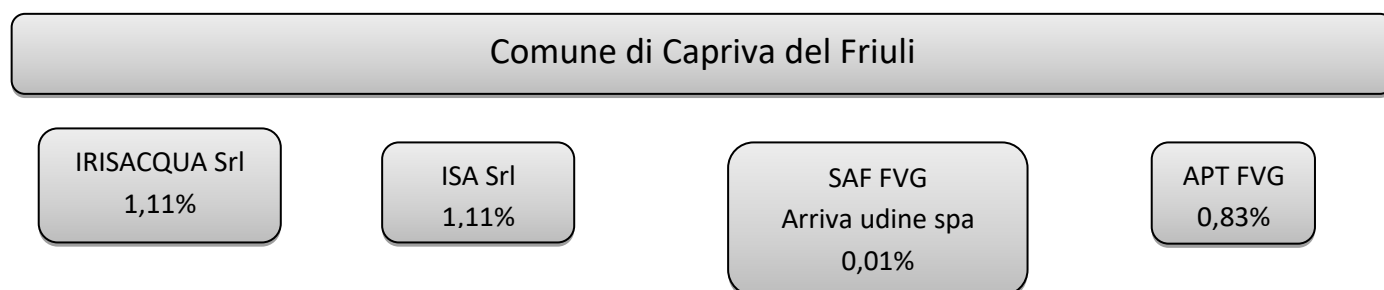 Comune di Capriva del Friuli
IRISACQUA Srl
1,11%
ISA Srl
1,11%
SAF FVG
Arriva udine spa
0,01%
APT FVG
0,83%